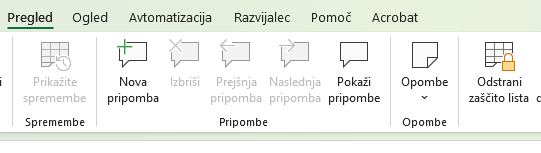 Pregled Ogled Avtomatizacija Razvijalec Pomoč Acrobat
Prikažite Nova Izbriši Prejšnja Naslednja Pokaži Opombe Odstrani
spremembe pripomba pripomba pripomba pripombe zaščito lista
Spremembe Pripombe Opombe